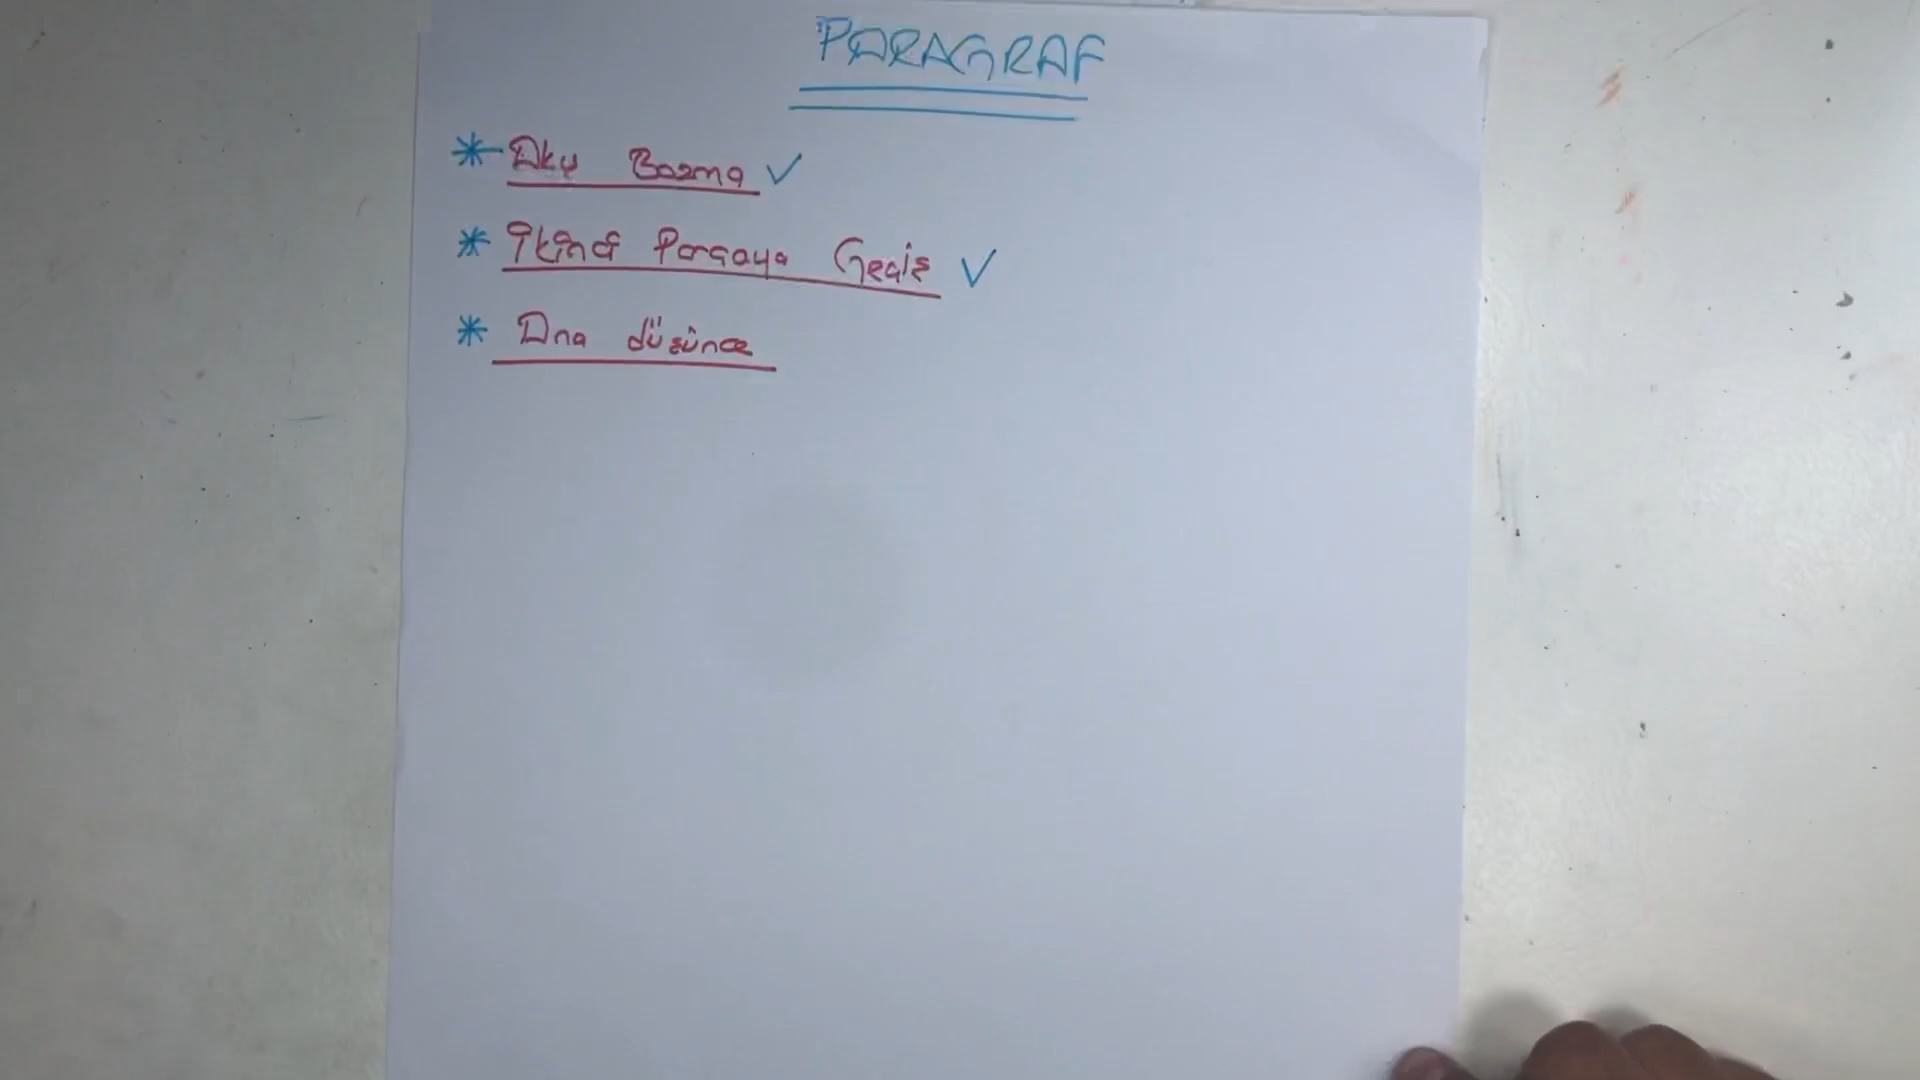 PARAGRAF
* Akış Bozma ✓
* İkinci Parçaya Geçiş ✓
* Ana düşünce